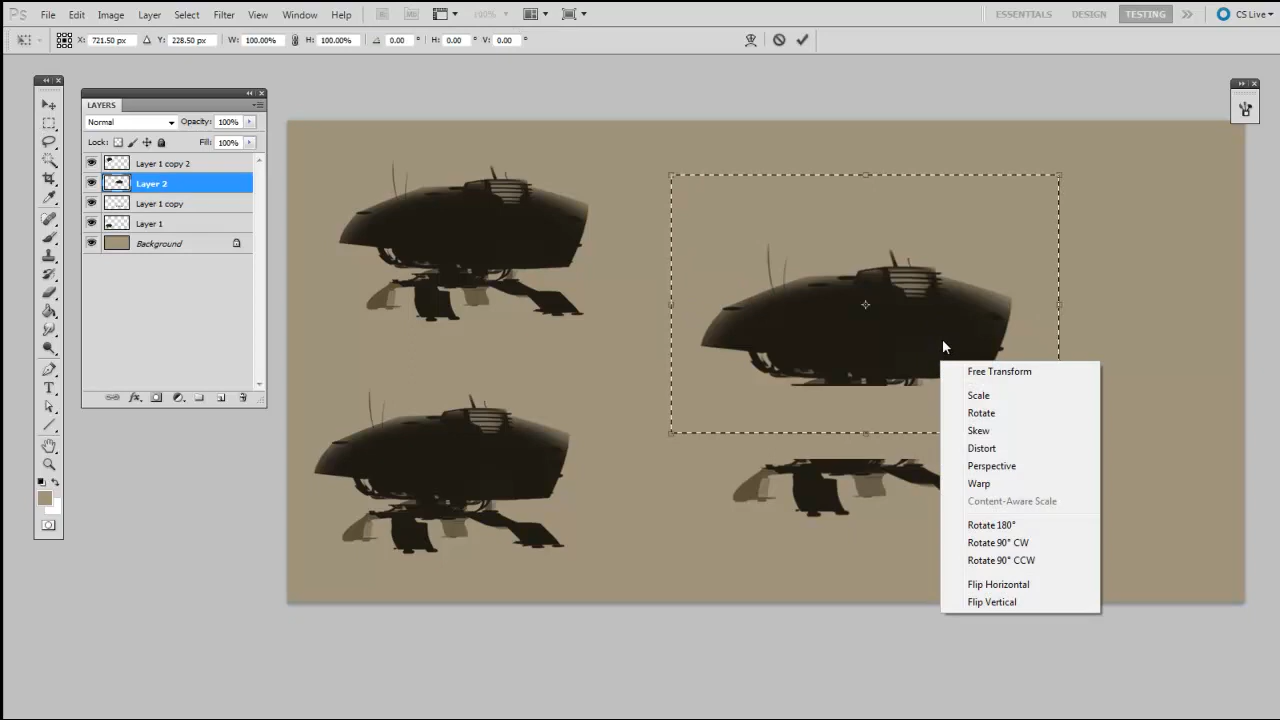 Ps File Edit Image Layer Select Filter View Window Help 100% ESSENTIALS DESIGN TESTING CS Live
X: 721.50 px Y: 228.50 px W: 100.00% H: 100.00% 0.00 ° H: 0.00 ° V: 0.00 °
LAYERS
Normal Opacity: 100%
Lock: Fill: 100%
Layer 1 copy 2
Layer 2
Layer 1 copy
Layer 1
Background
fx
Free Transform
Scale
Rotate
Skew
Distort
Perspective
Warp
Content-Aware Scale
Rotate 180°
Rotate 90° CW
Rotate 90° CCW
Flip Horizontal
Flip Vertical